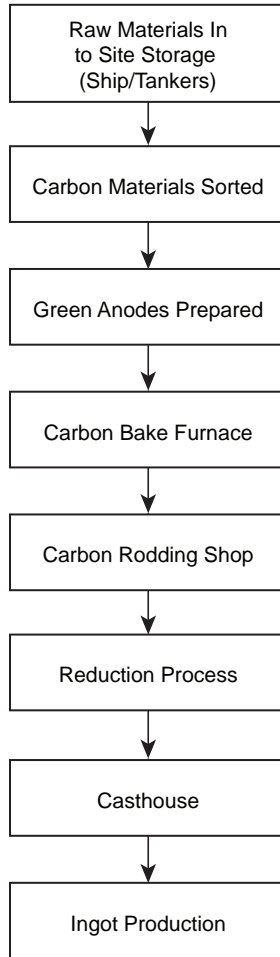 Raw Materials In
to Site Storage
(Ship/Tankers)
Carbon Materials Sorted
Green Anodes Prepared
Carbon Bake Furnace
Carbon Rodding Shop
Reduction Process
Casthouse
Ingot Production